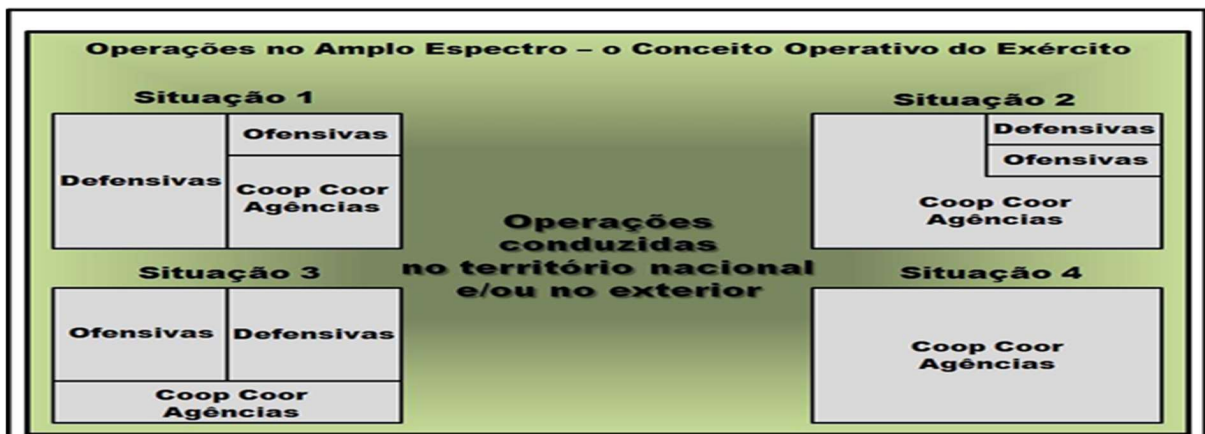 Operações no Amplo Espectro – o Conceito Operativo do Exército
Situação 1
Defensivas
Ofensivas
Coop Coor
Agências
Situação 2
Defensivas
Ofensivas
Coop Coor
Agências
Operações
conduzidas
no território nacional
e/ou no exterior
Situação 3
Ofensivas
Defensivas
Coop Coor
Agências
Situação 4
Coop Coor
Agências